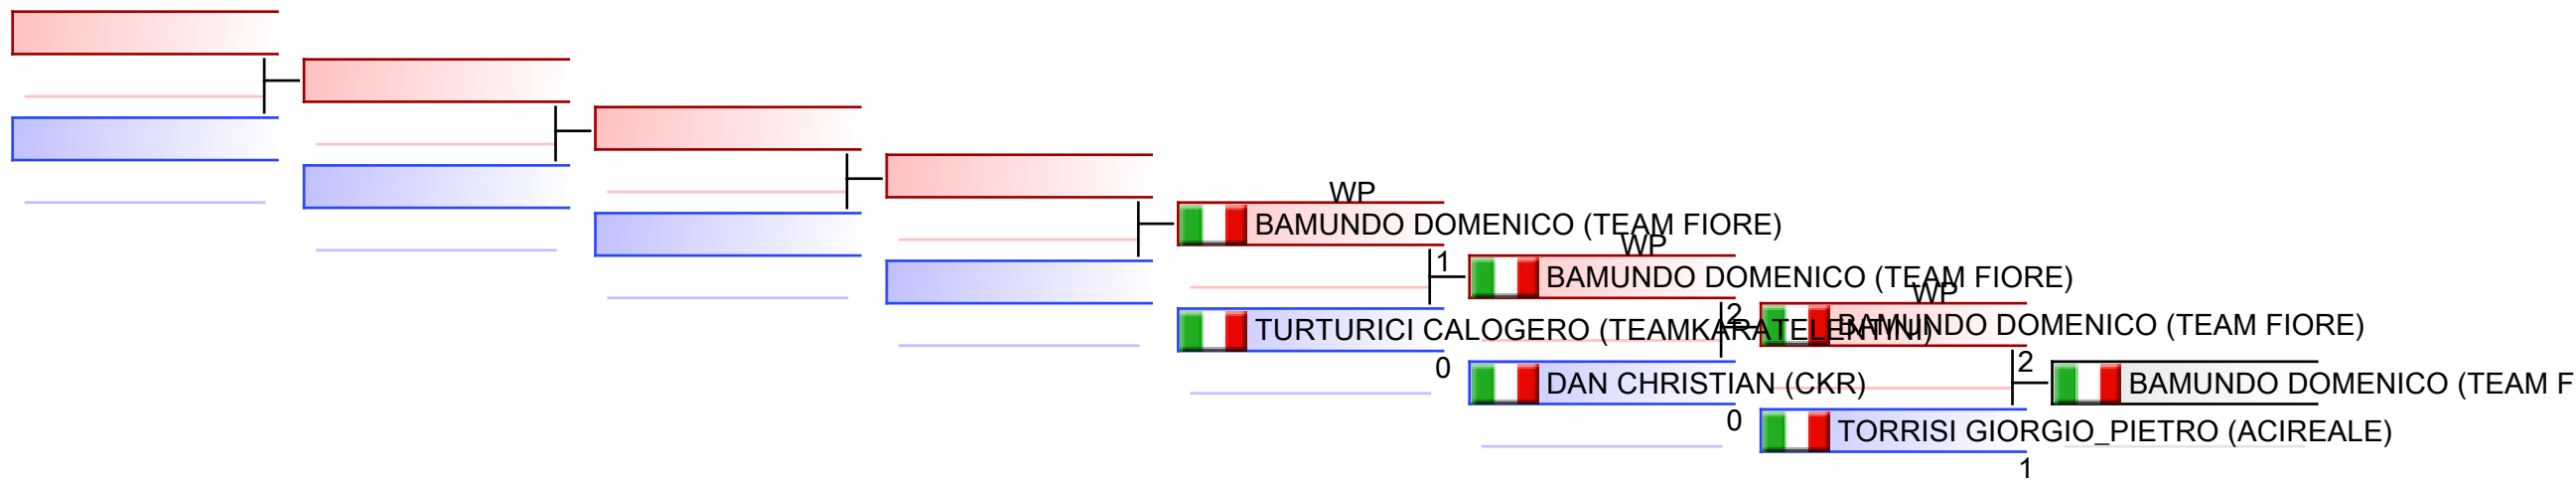 WP
BAMUNDO DOMENICO (TEAM FIORE)
1
TURTURICI CALOGERO (TEAMKARATELENTINI)
0
WP
BAMUNDO DOMENICO (TEAM FIORE)
2
DAN CHRISTIAN (CKR)
0
WP
BAMUNDO DOMENICO (TEAM FIORE)
2
TORRISI GIORGIO_PIETRO (ACIREALE)
1
BAMUNDO DOMENICO (TEAM F